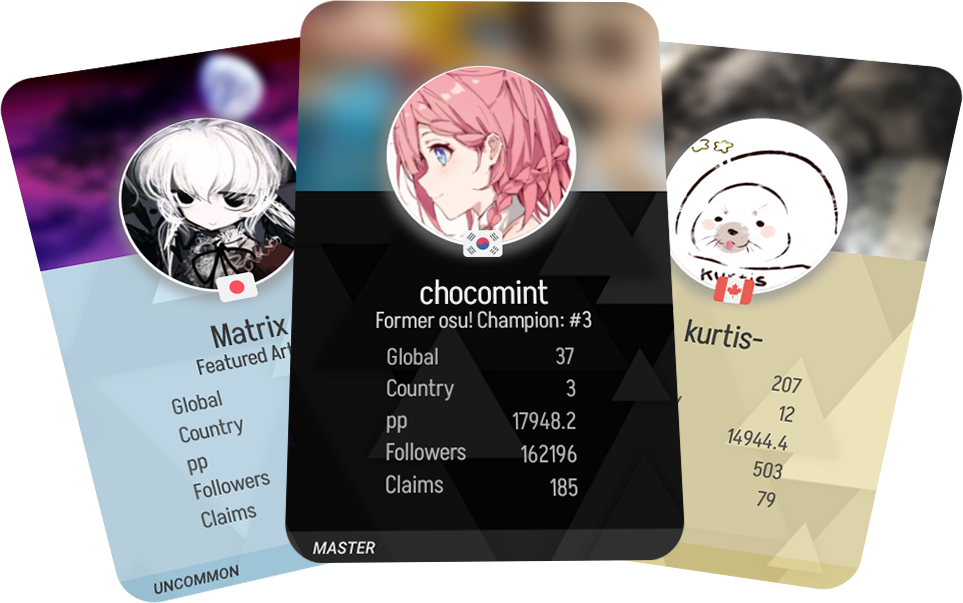 Matrix
Featured Art
Global
Country
pp
Followers
Claims
UNCOMMON
chocomint
Former osu! Champion: #3
Global 37
Country 3
pp 17948.2
Followers 162196
Claims 185
MASTER
KURTIS
kurtis-
207
12
14944.4
503
79